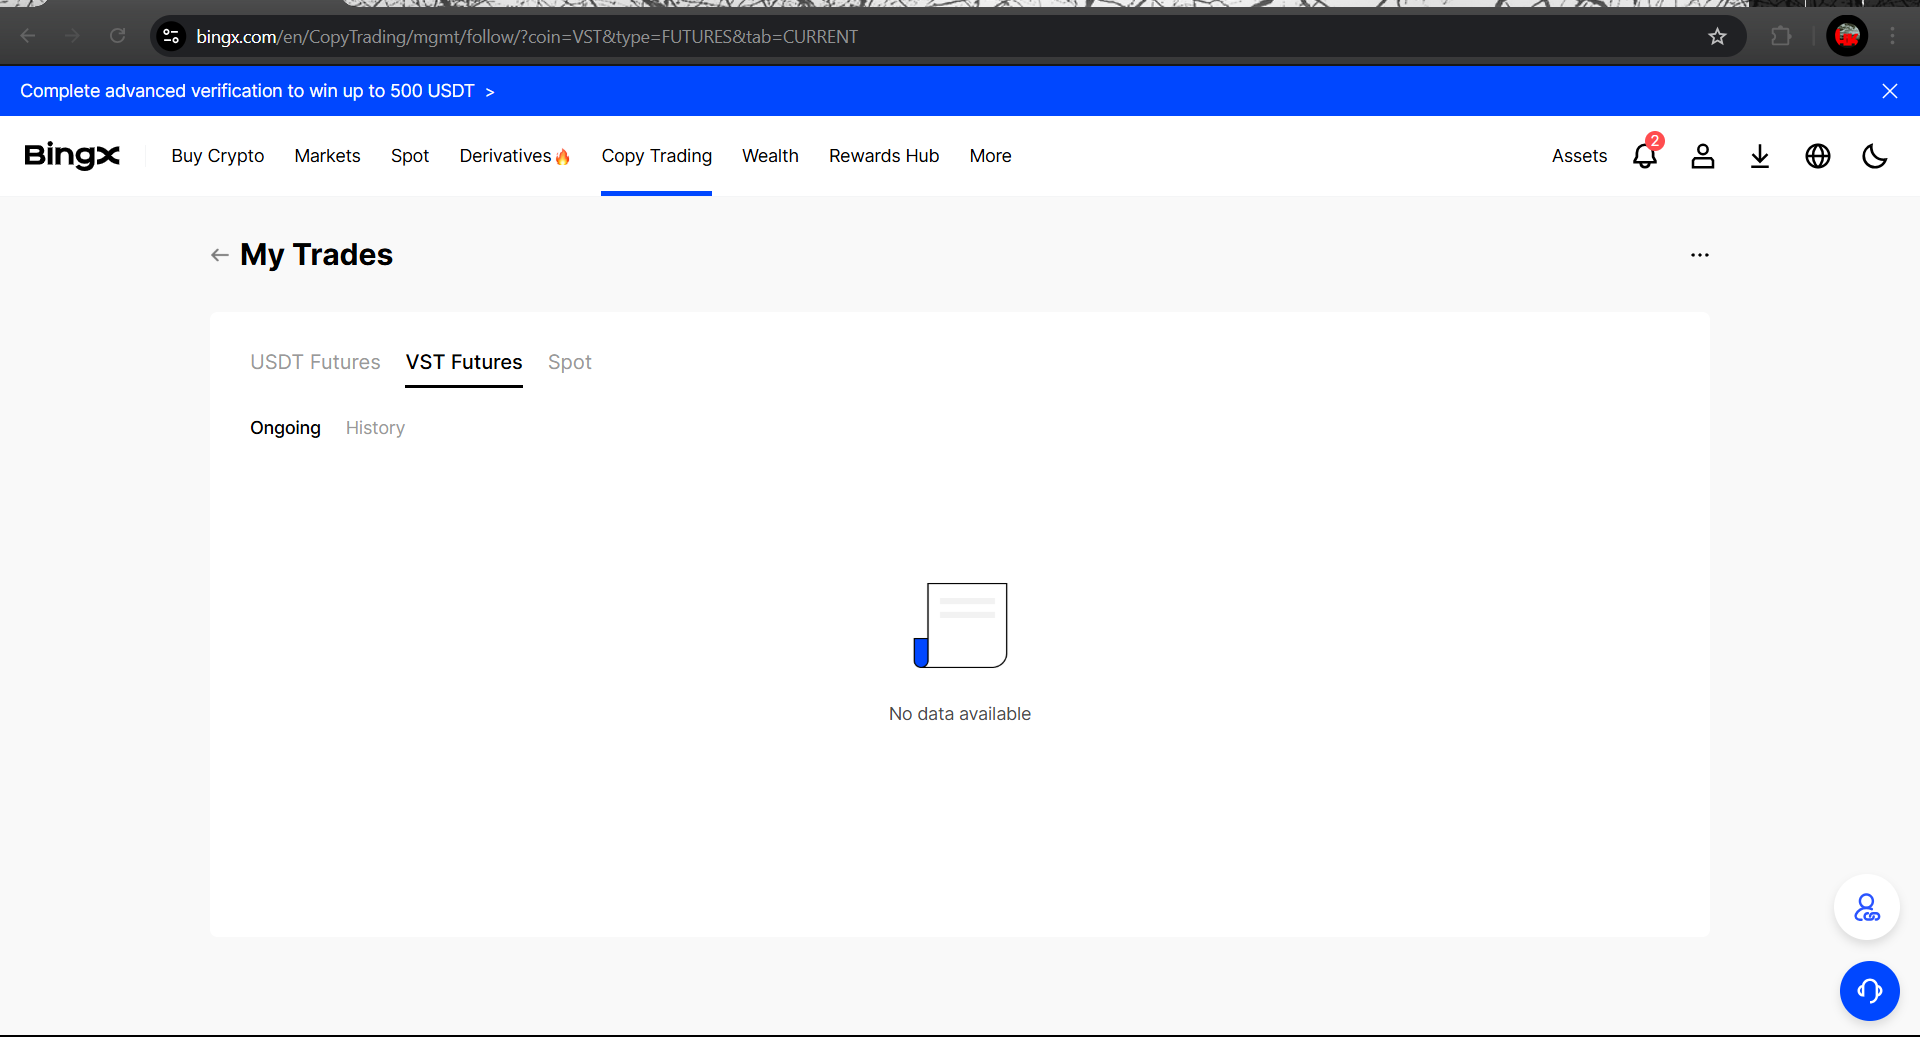 bingx.com/en/CopyTrading/mgmt/follow/?coin=VST&type=FUTURES&tab=CURRENT
Complete advanced verification to win up to 500 USDT >
BingX Buy Crypto Markets Spot Derivatives🔥 Copy Trading Wealth Rewards Hub More Assets 2
My Trades
USDT Futures VST Futures Spot
Ongoing History
No data available